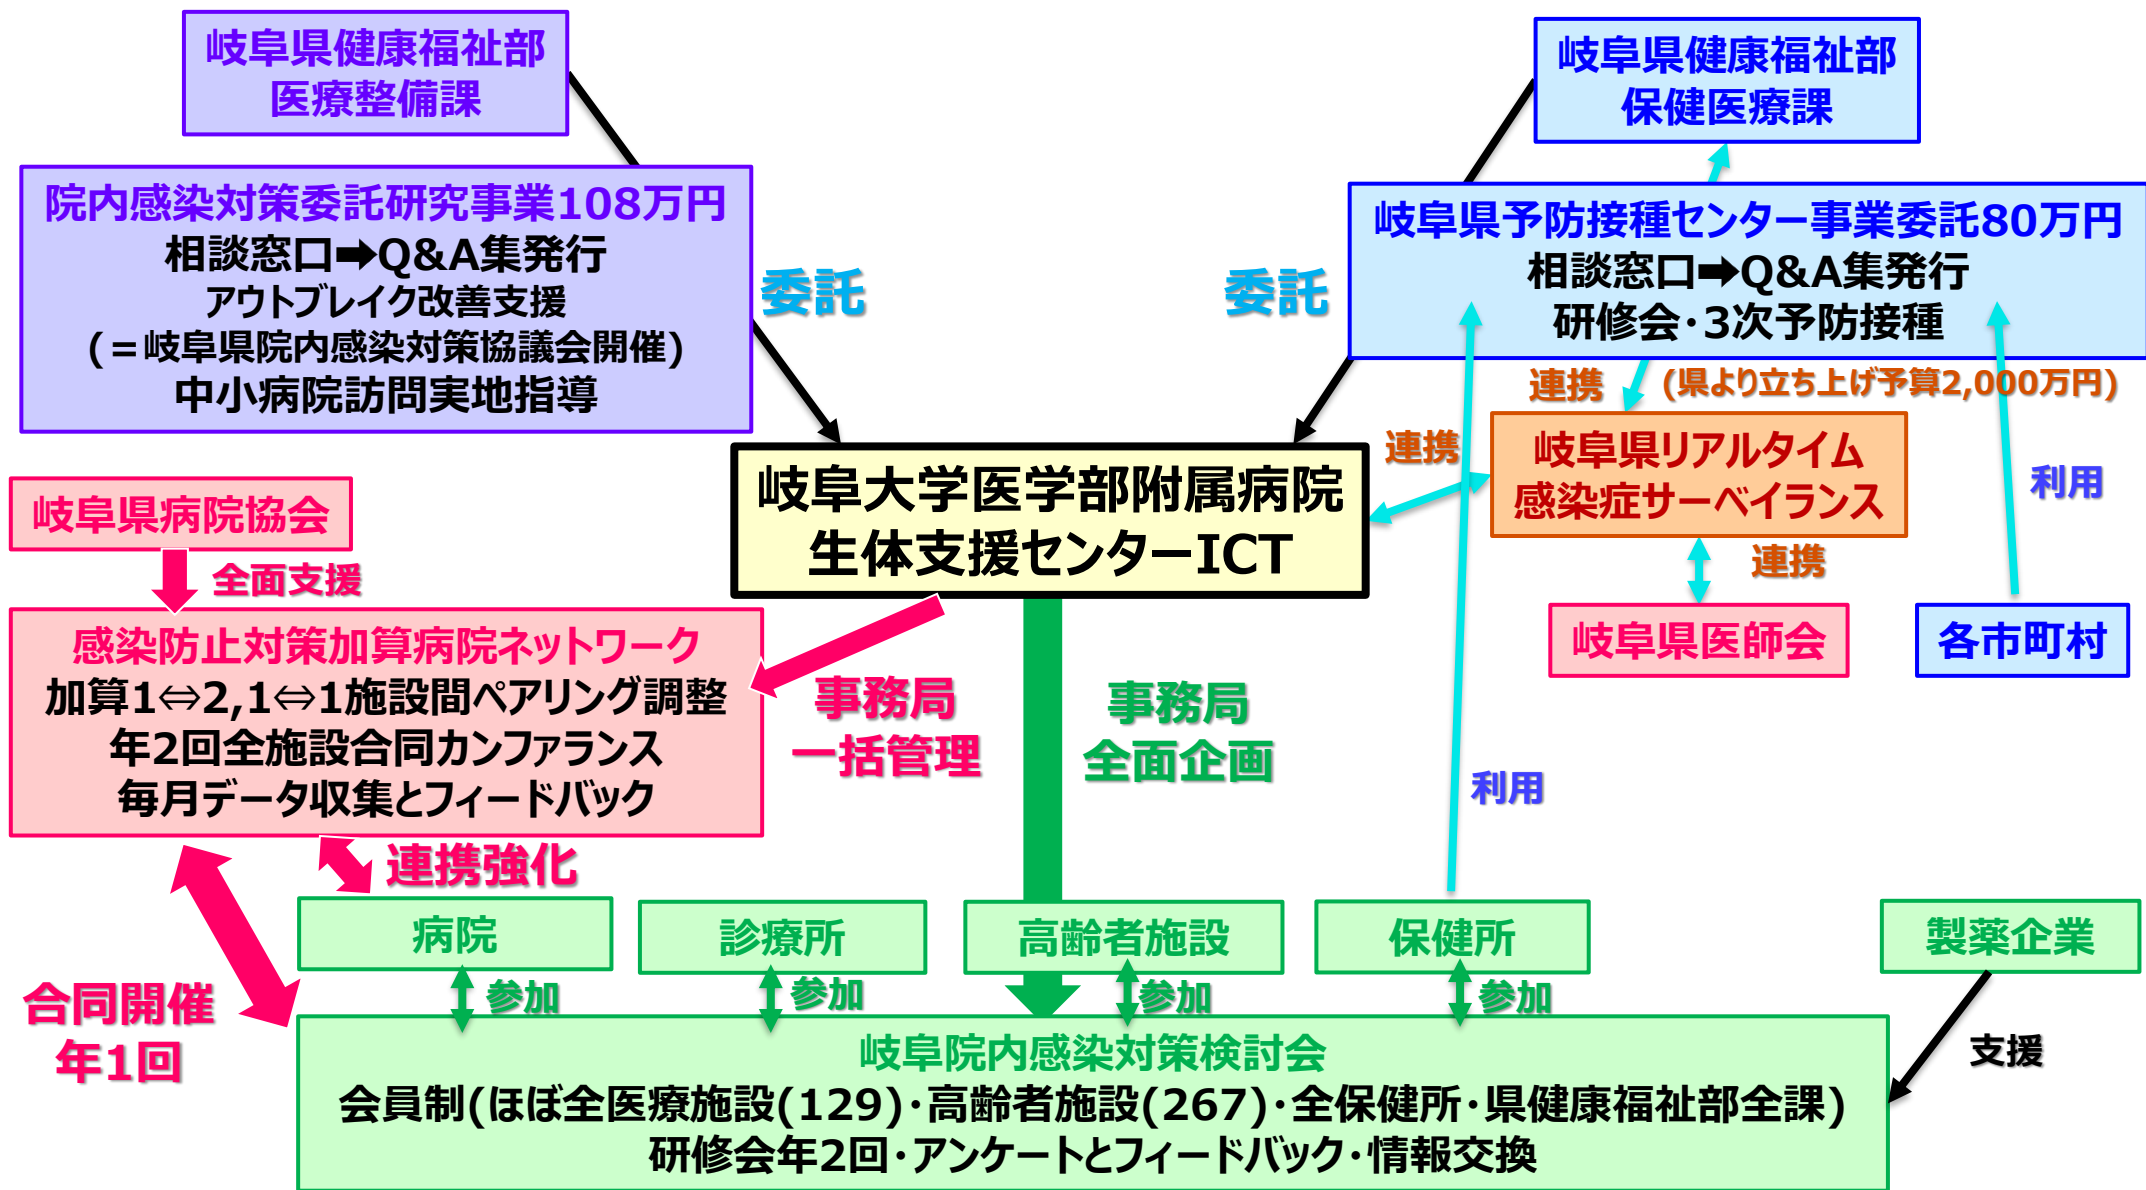 岐阜県健康福祉部
医療整備課
岐阜県健康福祉部
保健医療課
院内感染対策委託研究事業108万円
相談窓口➡Q&A集発行
アウトブレイク改善支援
(=岐阜県院内感染対策協議会開催)
中小病院訪問実地指導
委託
委託
岐阜県予防接種センター事業委託80万円
相談窓口➡Q&A集発行
研修会・3次予防接種
連携
(県より立ち上げ予算2,000万円)
岐阜大学医学部附属病院
生体支援センターICT
連携
岐阜県リアルタイム
感染症サーベイランス
利用
岐阜県病院協会
全面支援
連携
岐阜県医師会
各市町村
感染防止対策加算病院ネットワーク
加算1⇔2,1⇔1施設間ペアリング調整
年2回全施設合同カンファランス
毎月データ収集とフィードバック
事務局
一括管理
事務局
全面企画
利用
連携強化
病院
診療所
高齢者施設
保健所
製薬企業
合同開催
年1回
参加
参加
参加
参加
支援
岐阜院内感染対策検討会
会員制(ほぼ全医療施設(129)・高齢者施設(267)・全保健所・県健康福祉部全課)
研修会年2回・アンケートとフィードバック・情報交換